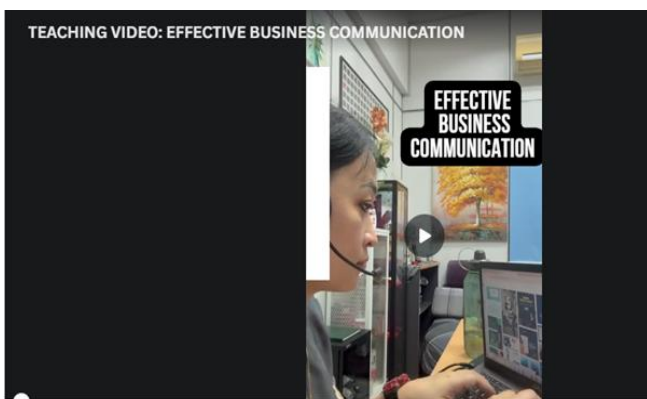 TEACHING VIDEO: EFFECTIVE BUSINESS COMMUNICATION
EFFECTIVE
BUSINESS
COMMUNICATION